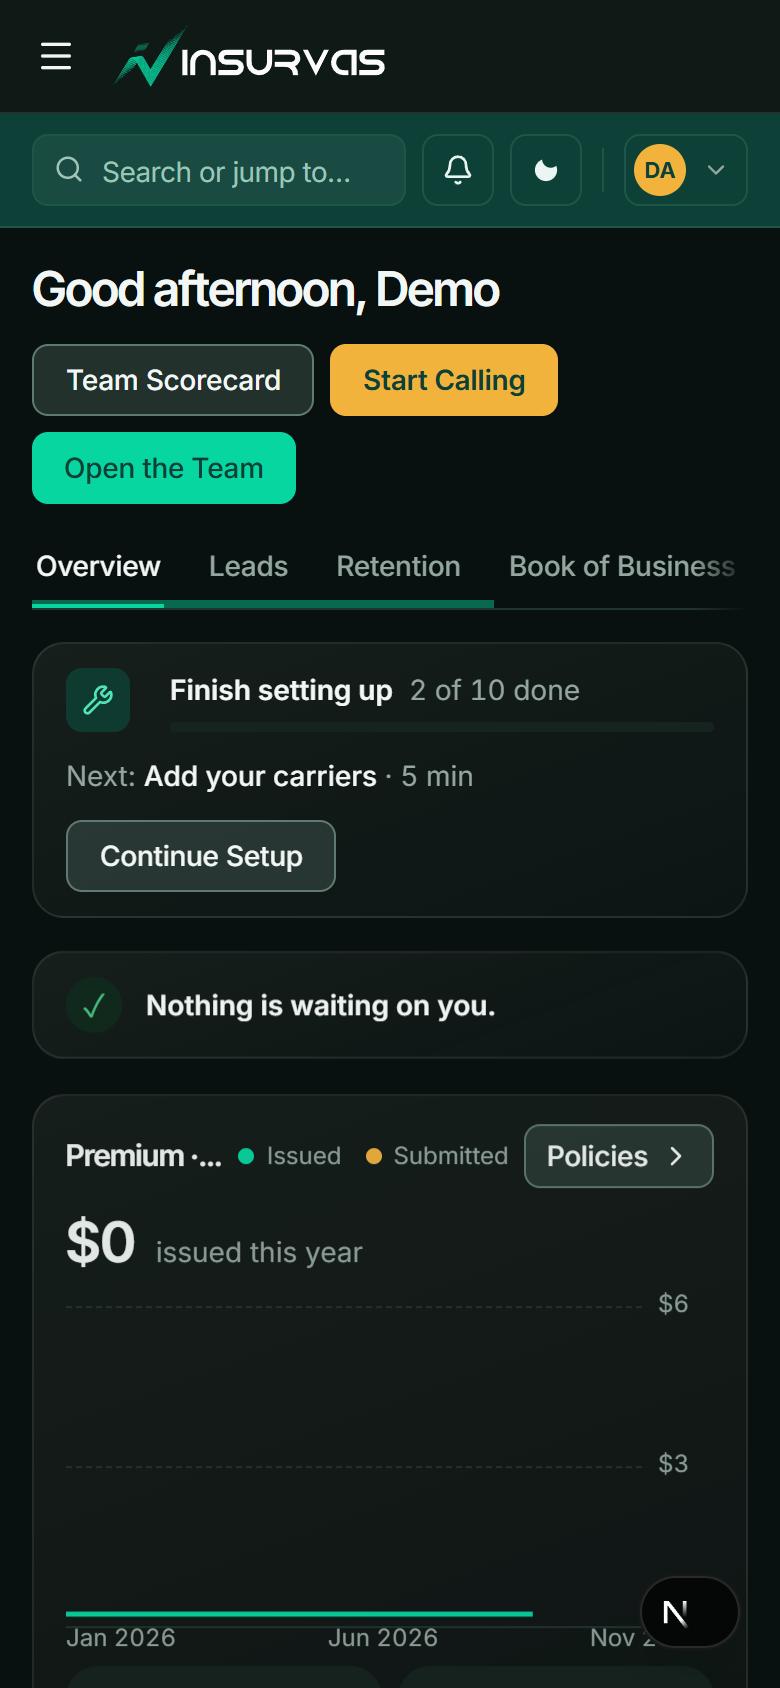 INSURVAS
Search or jump to...
DA
Good afternoon, Demo
Team Scorecard
Start Calling
Open the Team
Overview
Leads
Retention
Book of Business
Finish setting up 2 of 10 done
Next: Add your carriers · 5 min
Continue Setup
Nothing is waiting on you.
Premium ·...
Issued
Submitted
Policies
$0 issued this year
$6
$3
Jan 2026
Jun 2026
Nov 2
N